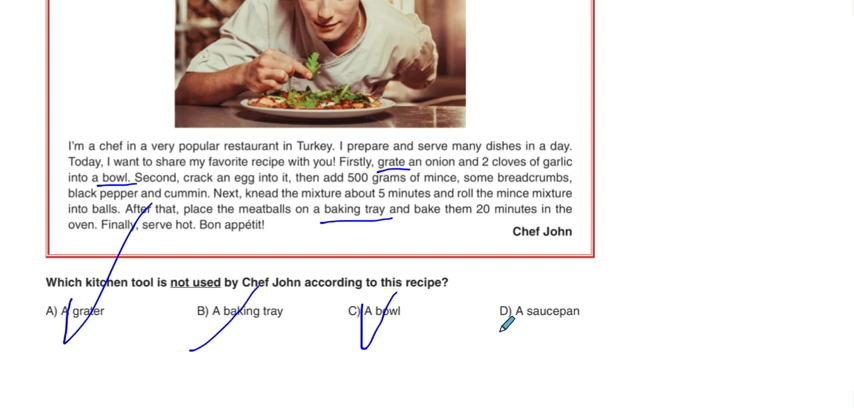 I'm a chef in a very popular restaurant in Turkey. I prepare and serve many dishes in a day.
Today, I want to share my favorite recipe with you! Firstly, grate an onion and 2 cloves of garlic
into a bowl. Second, crack an egg into it, then add 500 grams of mince, some breadcrumbs,
black pepper and cummin. Next, knead the mixture about 5 minutes and roll the mince mixture
into balls. After that, place the meatballs on a baking tray and bake them 20 minutes in the
oven. Finally, serve hot. Bon appétit!
Chef John
Which kitchen tool is not used by Chef John according to this recipe?
A) A grater B) A baking tray C) A bowl D) A saucepan